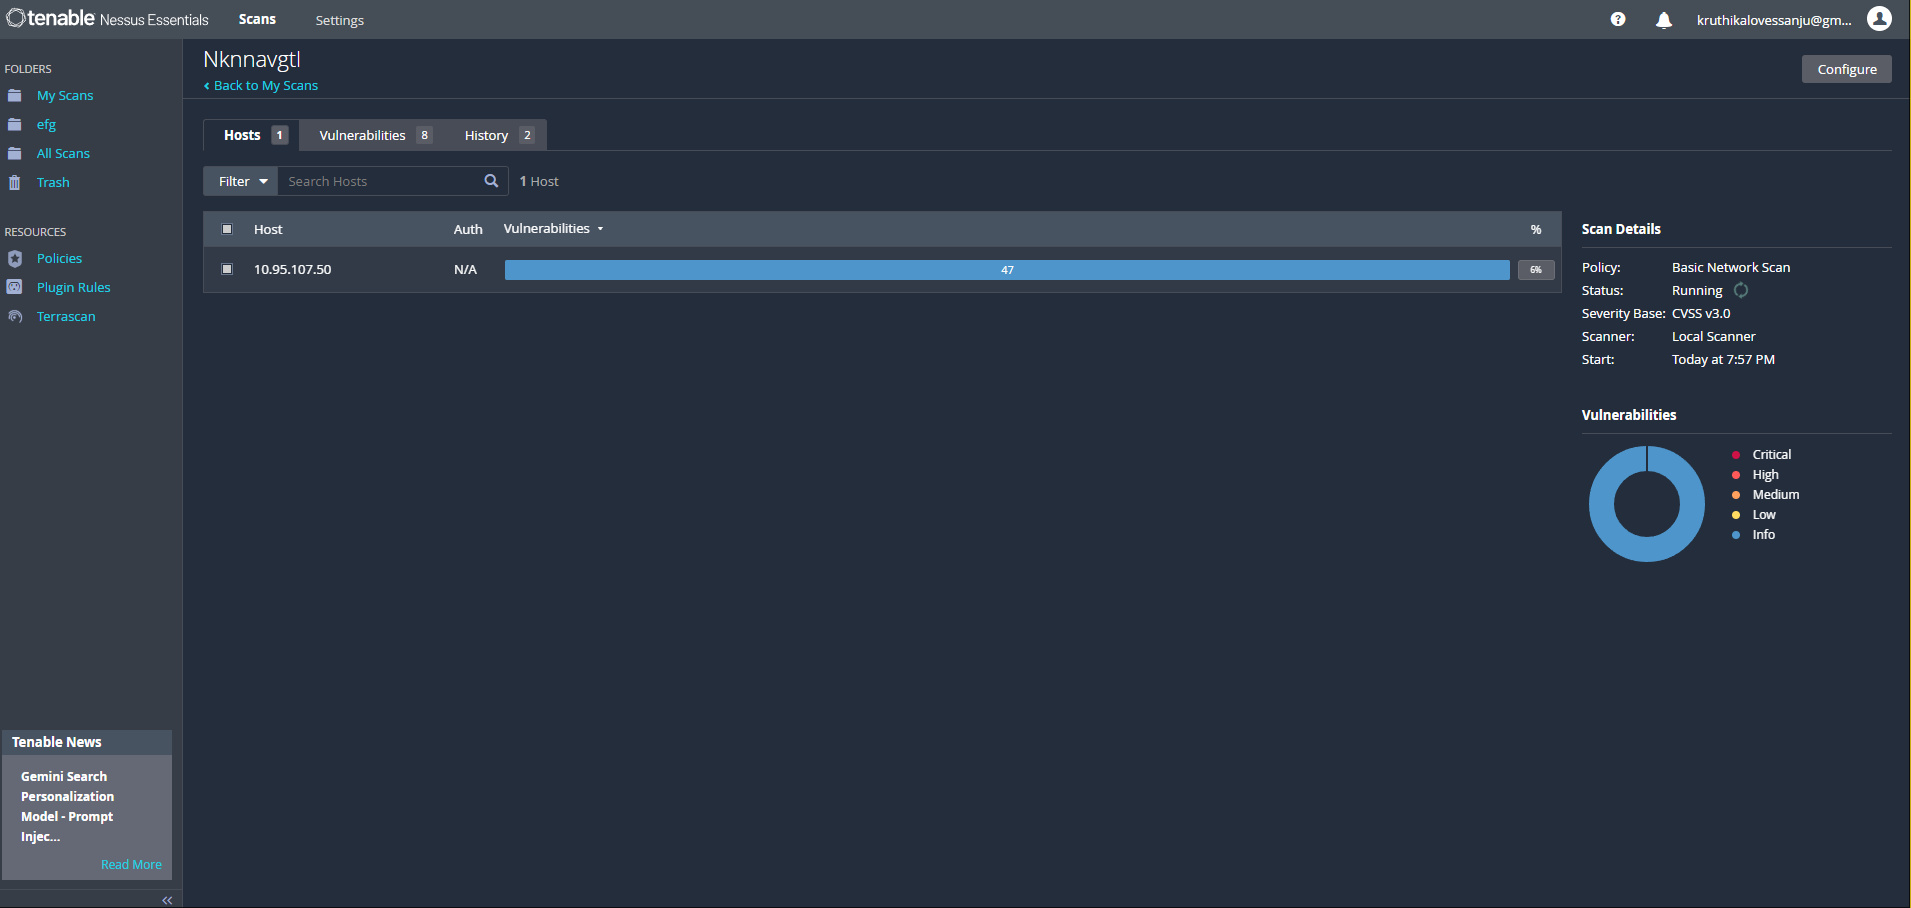 tenable Nessus Essentials Scans Settings kruthikalovessanju@gm...
FOLDERS
My Scans
efg
All Scans
Trash
RESOURCES
Policies
Plugin Rules
Terrascan
Tenable News
Gemini Search
Personalization
Model - Prompt
Injec...
Read More
Nknnavgtl
Back to My Scans
Configure
Hosts 1 Vulnerabilities 8 History 2
Filter Search Hosts 1 Host
Host Auth Vulnerabilities %
10.95.107.50 N/A 47 6%
Scan Details
Policy: Basic Network Scan
Status: Running
Severity Base: CVSS v3.0
Scanner: Local Scanner
Start: Today at 7:57 PM
Vulnerabilities
Critical
High
Medium
Low
Info